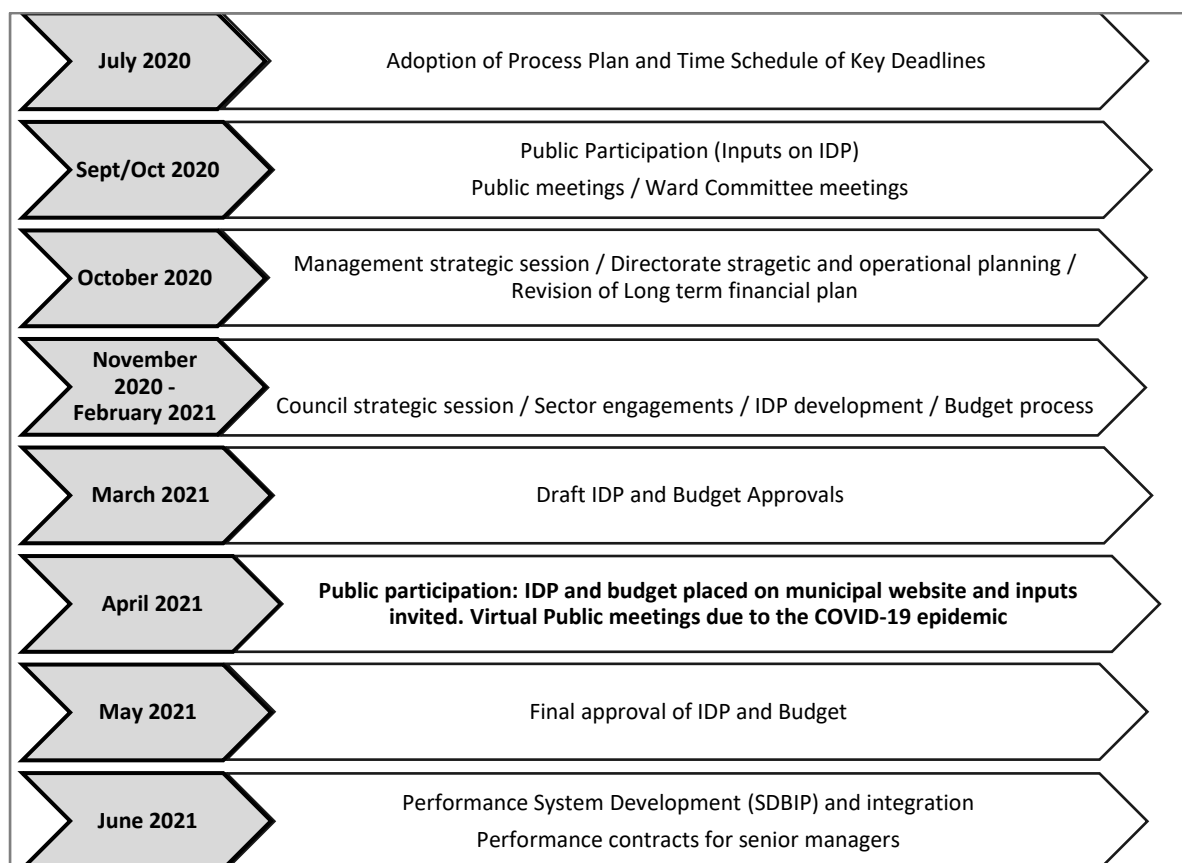 July 2020
Adoption of Process Plan and Time Schedule of Key Deadlines
Sept/Oct 2020
Public Participation (Inputs on IDP)
Public meetings / Ward Committee meetings
October 2020
Management strategic session / Directorate stragetic and operational planning /
Revision of Long term financial plan
November
2020 -
February 2021
Council strategic session / Sector engagements / IDP development / Budget process
March 2021
Draft IDP and Budget Approvals
April 2021
Public participation: IDP and budget placed on municipal website and inputs
invited. Virtual Public meetings due to the COVID-19 epidemic
May 2021
Final approval of IDP and Budget
June 2021
Performance System Development (SDBIP) and integration
Performance contracts for senior managers